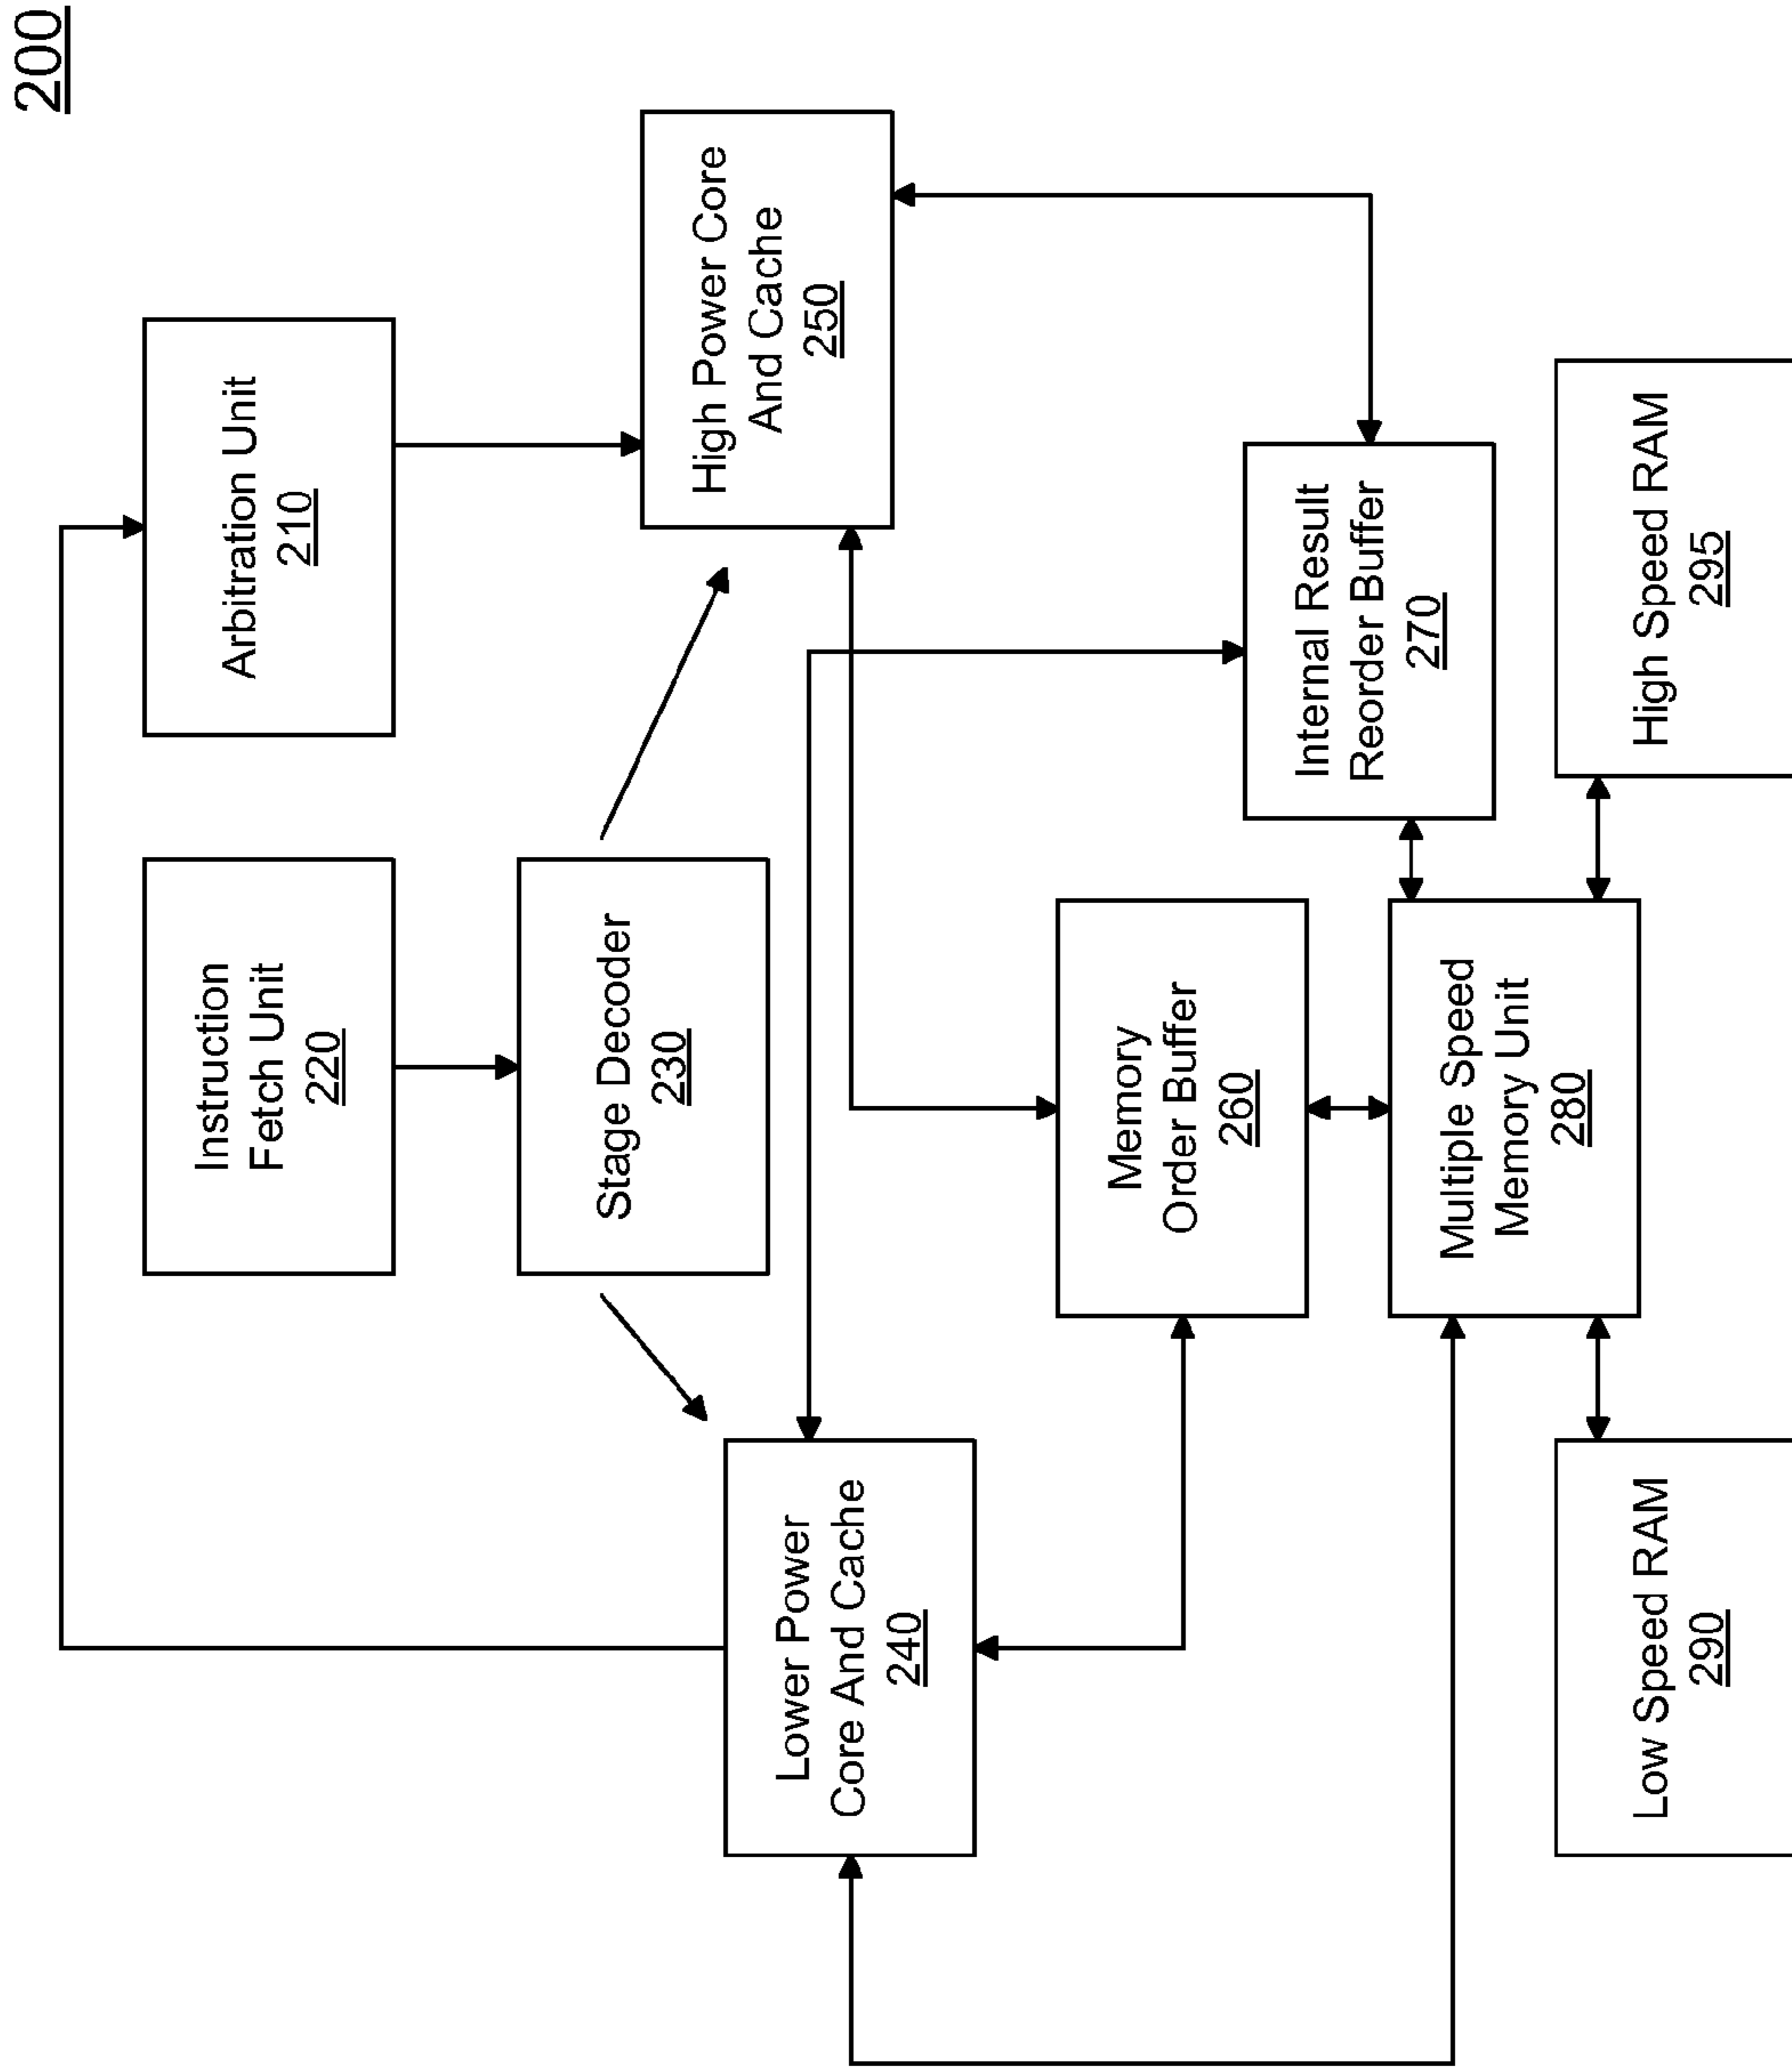 200
Arbitration Unit
210
Instruction
Fetch Unit
220
Stage Decoder
230
High Power Core
And Cache
250
Lower Power
Core And Cache
240
Memory
Order Buffer
260
Internal Result
Reorder Buffer
270
Multiple Speed
Memory Unit
280
Low Speed RAM
290
High Speed RAM
295